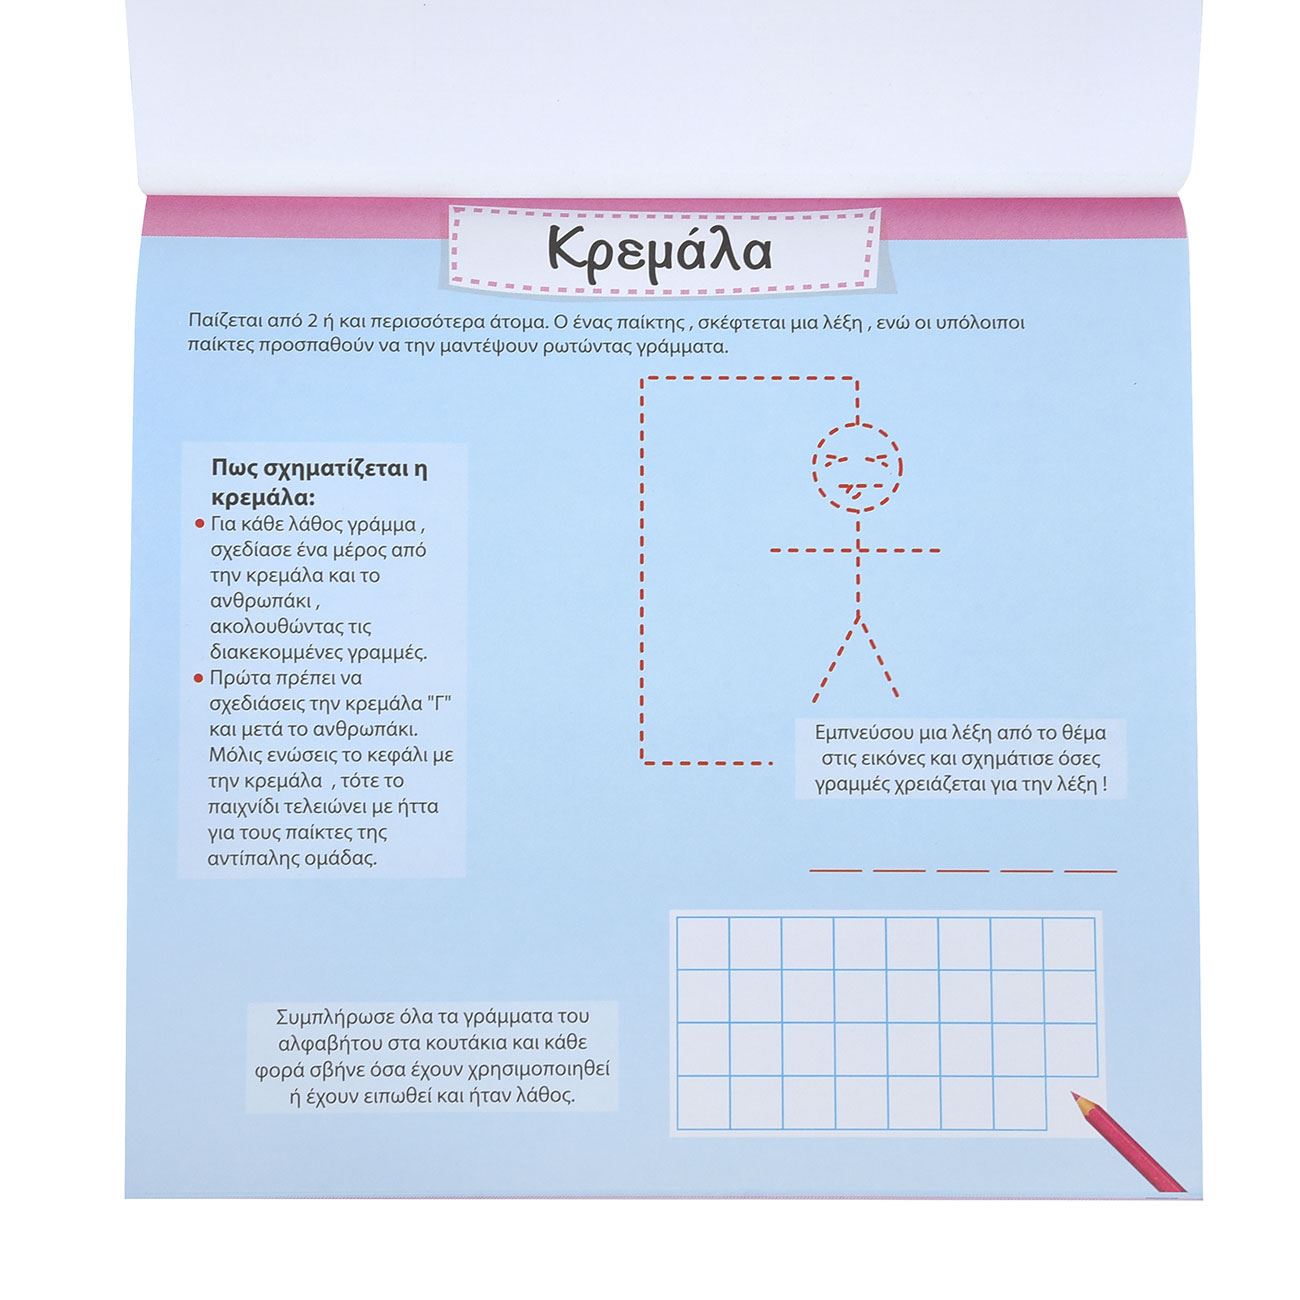 Κρεμάλα
Παίζεται από 2 ή και περισσότερα άτομα. Ο ένας παίκτης , σκέφτεται μια λέξη , ενώ οι υπόλοιποι
παίκτες προσπαθούν να την μαντέψουν ρωτώντας γράμματα.
Πως σχηματίζεται η
κρεμάλα:
● Για κάθε λάθος γράμμα ,
σχεδίασε ένα μέρος από
την κρεμάλα και το
ανθρωπάκι ,
ακολουθώντας τις
διακεκομμένες γραμμές.
● Πρώτα πρέπει να
σχεδιάσεις την κρεμάλα "Γ"
και μετά το ανθρωπάκι.
Μόλις ενώσεις το κεφάλι με
την κρεμάλα , τότε το
παιχνίδι τελειώνει με ήττα
για τους παίκτες της
αντίπαλης ομάδας.
Εμπνεύσου μια λέξη από το θέμα
στις εικόνες και σχημάτισε όσες
γραμμές χρειάζεται για την λέξη !
Συμπλήρωσε όλα τα γράμματα του
αλφαβήτου στα κουτάκια και κάθε
φορά σβήνε όσα έχουν χρησιμοποιηθεί
ή έχουν ειπωθεί και ήταν λάθος.